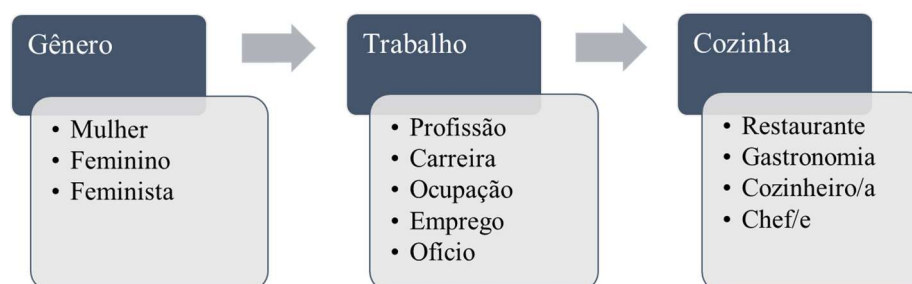 Gênero
• Mulher
• Feminino
• Feminista
Trabalho
• Profissão
• Carreira
• Ocupação
• Emprego
• Ofício
Cozinha
• Restaurante
• Gastronomia
• Cozinheiro/a
• Chef/e